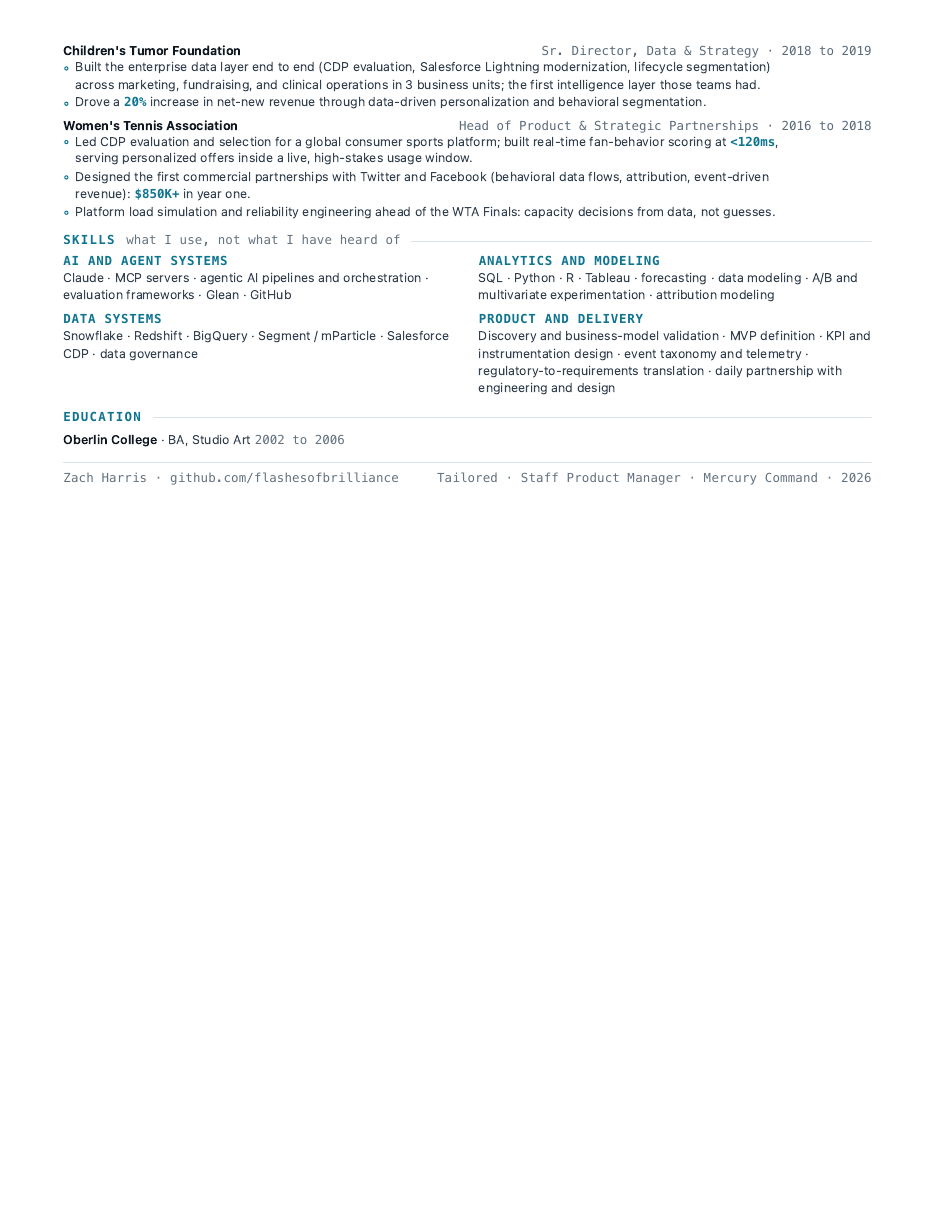 Children's Tumor Foundation Sr. Director, Data & Strategy · 2018 to 2019
Built the enterprise data layer end to end (CDP evaluation, Salesforce Lightning modernization, lifecycle segmentation)
across marketing, fundraising, and clinical operations in 3 business units; the first intelligence layer those teams had.
Drove a 20% increase in net-new revenue through data-driven personalization and behavioral segmentation.
Women's Tennis Association Head of Product & Strategic Partnerships · 2016 to 2018
Led CDP evaluation and selection for a global consumer sports platform; built real-time fan-behavior scoring at <120ms,
serving personalized offers inside a live, high-stakes usage window.
Designed the first commercial partnerships with Twitter and Facebook (behavioral data flows, attribution, event-driven
revenue): $850K+ in year one.
Platform load simulation and reliability engineering ahead of the WTA Finals: capacity decisions from data, not guesses.
SKILLS what I use, not what I have heard of
AI AND AGENT SYSTEMS
Claude · MCP servers · agentic AI pipelines and orchestration ·
evaluation frameworks · Glean · GitHub
ANALYTICS AND MODELING
SQL · Python · R · Tableau · forecasting · data modeling · A/B and
multivariate experimentation · attribution modeling
DATA SYSTEMS
Snowflake · Redshift · BigQuery · Segment / mParticle · Salesforce
CDP · data governance
PRODUCT AND DELIVERY
Discovery and business-model validation · MVP definition · KPI and
instrumentation design · event taxonomy and telemetry ·
regulatory-to-requirements translation · daily partnership with
engineering and design
EDUCATION
Oberlin College · BA, Studio Art 2002 to 2006
Zach Harris · github.com/flashesofbrilliance Tailored · Staff Product Manager · Mercury Command · 2026